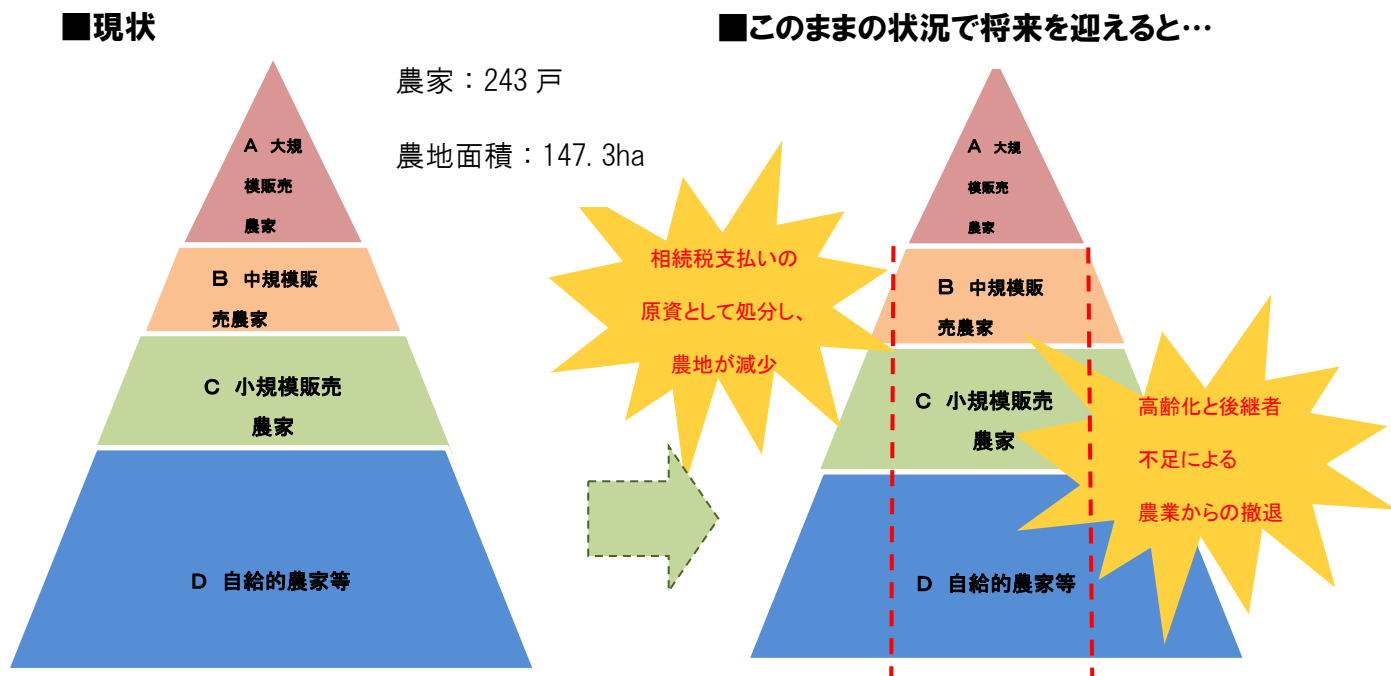 ■現状
農家：243 戸
農地面積：147.3ha
A 大規
模販売
農家
B 中規模販
売農家
C 小規模販売
農家
D 自給的農家等
■このままの状況で将来を迎えると…
A 大規
模販売
農家
B 中規模販
売農家
C 小規模販売
農家
D 自給的農家等
相続税支払いの
原資として処分し、
農地が減少
高齢化と後継者
不足による
農業からの撤退